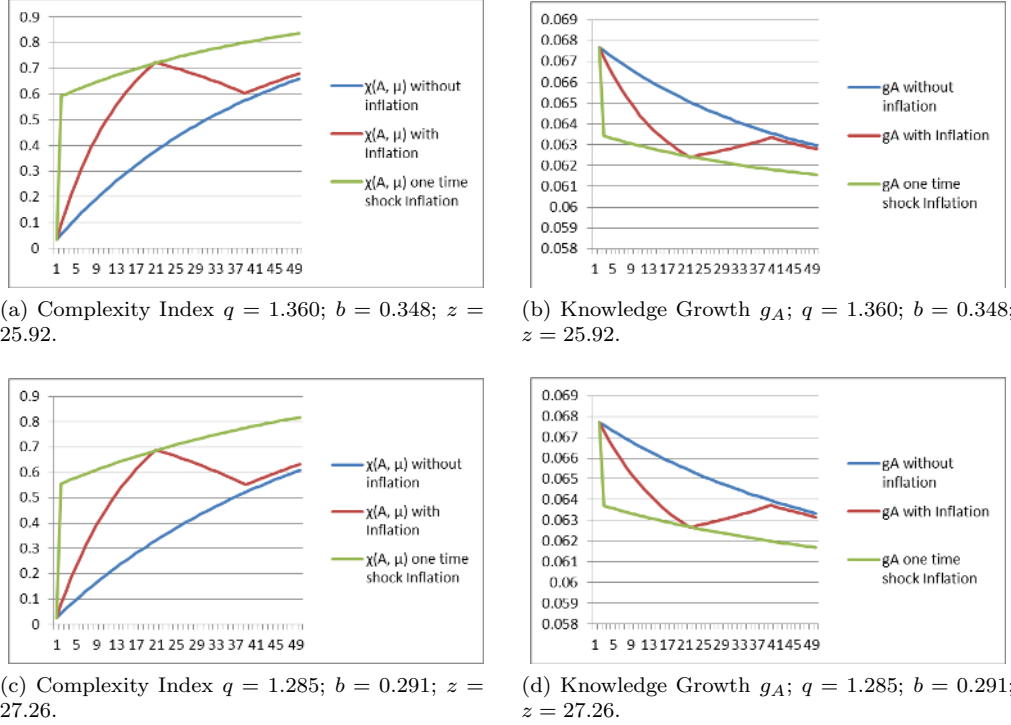 0.9
0.8
0.7
0.6
0.5
0.4
0.3
0.2
0.1
0
1 5 9 13 17 21 25 29 33 37 41 45 49
χ(A, μ) without
inflation
χ(A, μ) with
Inflation
χ(A, μ) one time
shock Inflation
(a) Complexity Index q = 1.360; b = 0.348; z =
25.92.
0.069
0.068
0.067
0.066
0.065
0.064
0.063
0.062
0.061
0.06
0.059
0.058
1 5 9 13 17 21 25 29 33 37 41 45 49
gA without
inflation
gA with Inflation
gA one time
shock Inflation
(b) Knowledge Growth gA; q = 1.360; b = 0.348;
z = 25.92.
0.9
0.8
0.7
0.6
0.5
0.4
0.3
0.2
0.1
0
1 5 9 13 17 21 25 29 33 37 41 45 49
χ(A, μ) without
inflation
χ(A, μ) with
Inflation
χ(A, μ) one time
shock Inflation
(c) Complexity Index q = 1.285; b = 0.291; z =
27.26.
0.069
0.068
0.067
0.066
0.065
0.064
0.063
0.062
0.061
0.06
0.059
0.058
1 5 9 13 17 21 25 29 33 37 41 45 49
gA without
inflation
gA with Inflation
gA one time
shock Inflation
(d) Knowledge Growth gA; q = 1.285; b = 0.291;
z = 27.26.